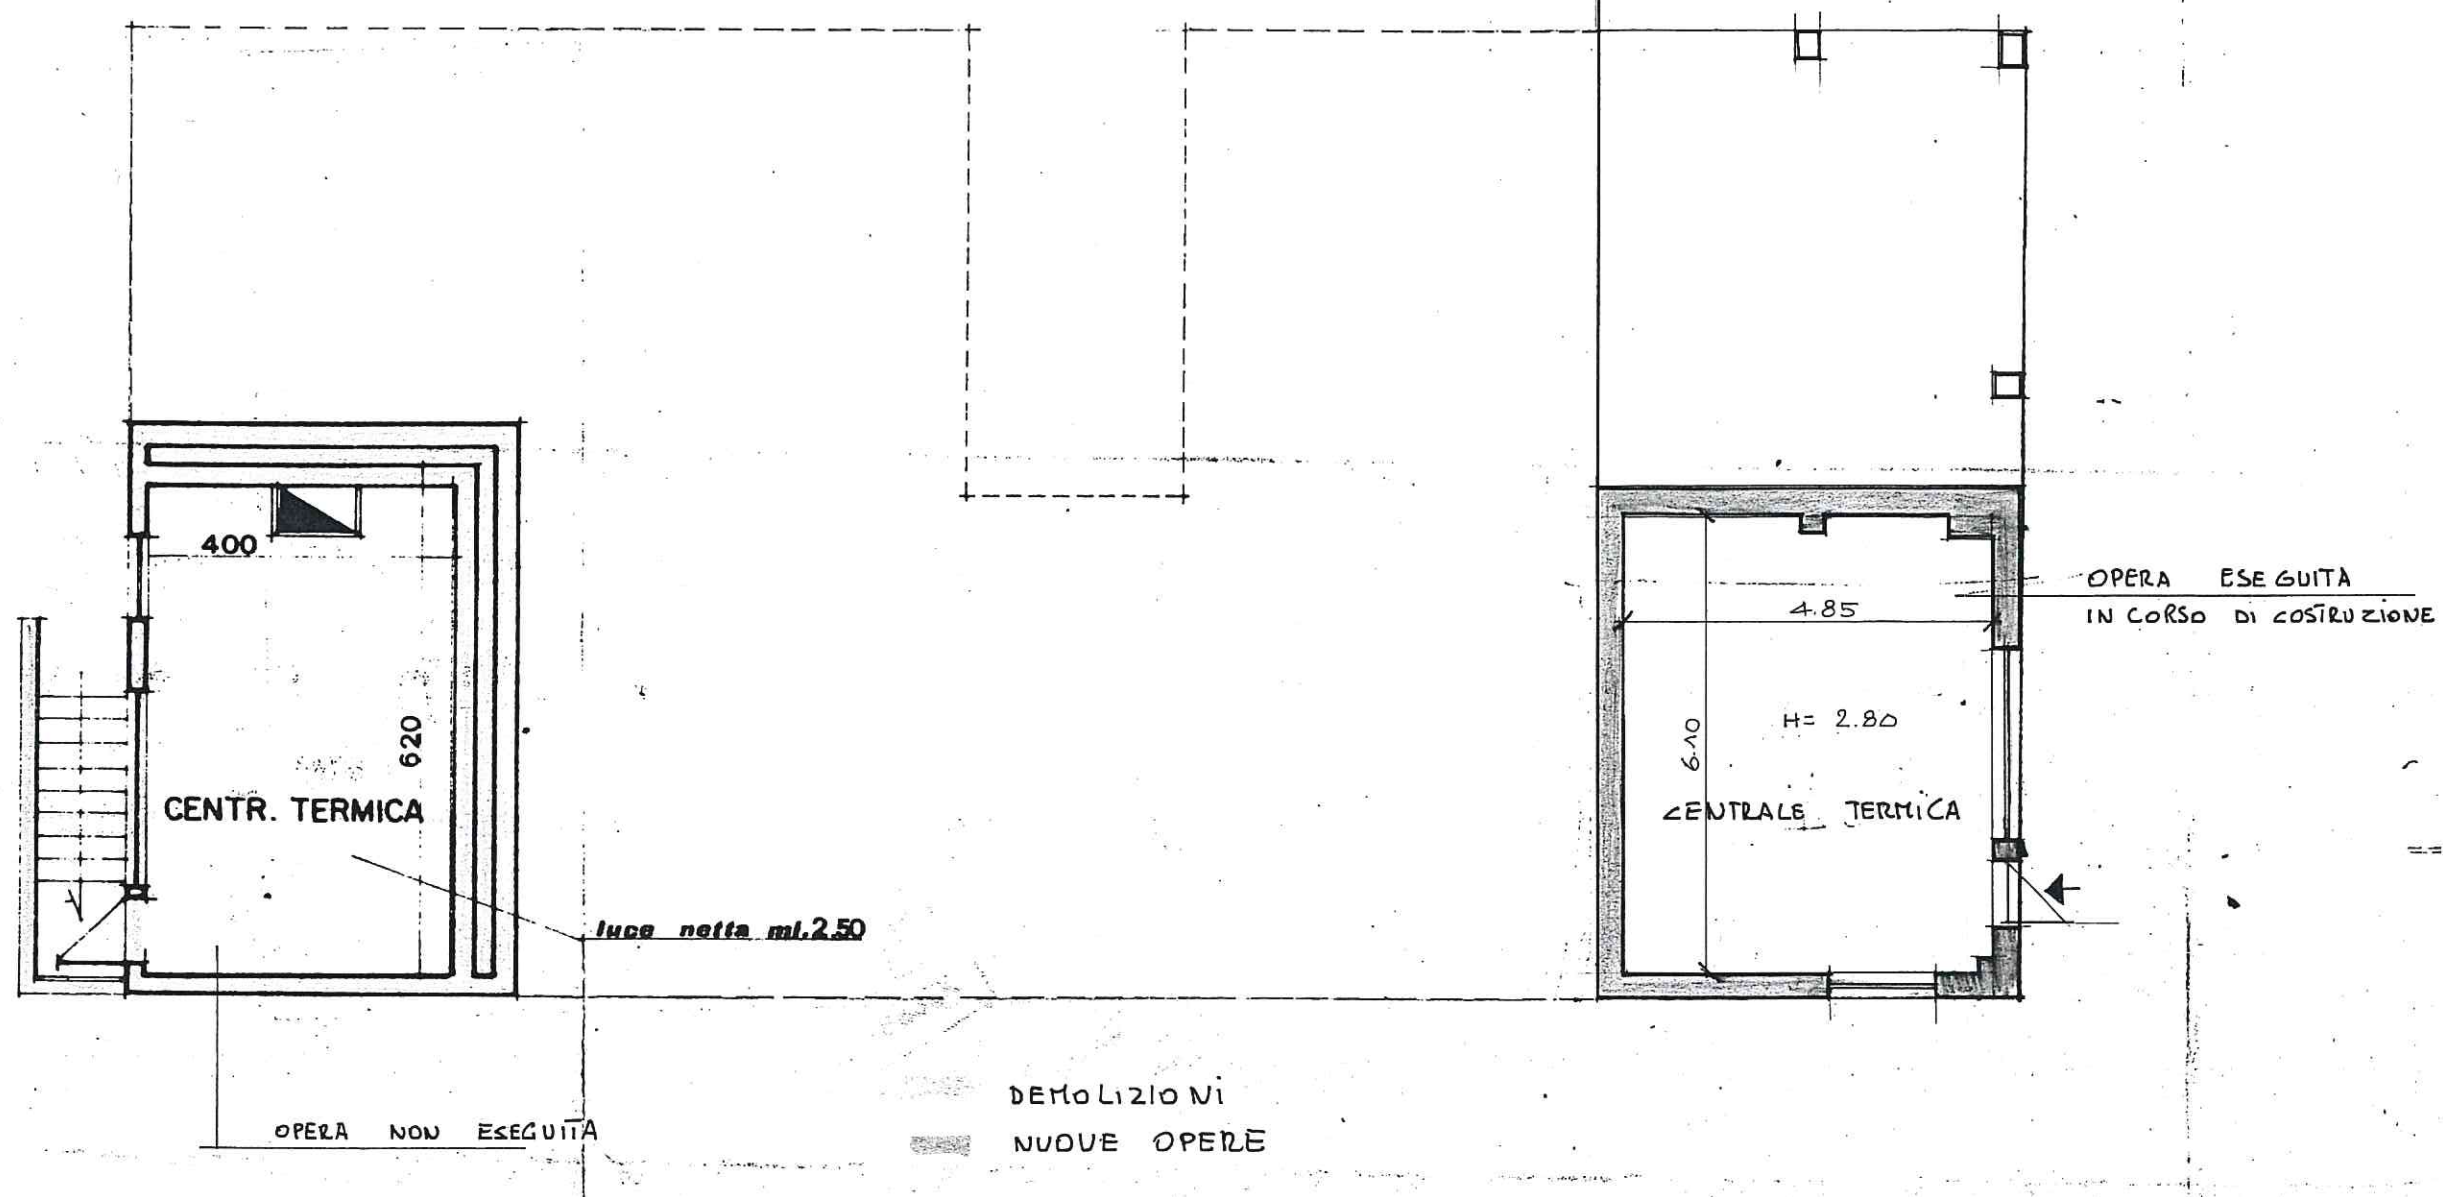 400
620
CENTR. TERMICA
luce netta ml.2.50
OPERA NON ESEGUITA
OPERA ESEGUITA
IN CORSO DI COSTRUZIONE
4.85
6.10
H= 2.80
CENTRALE TERMICA
DEMOLIZIONI
NUOVE OPERE